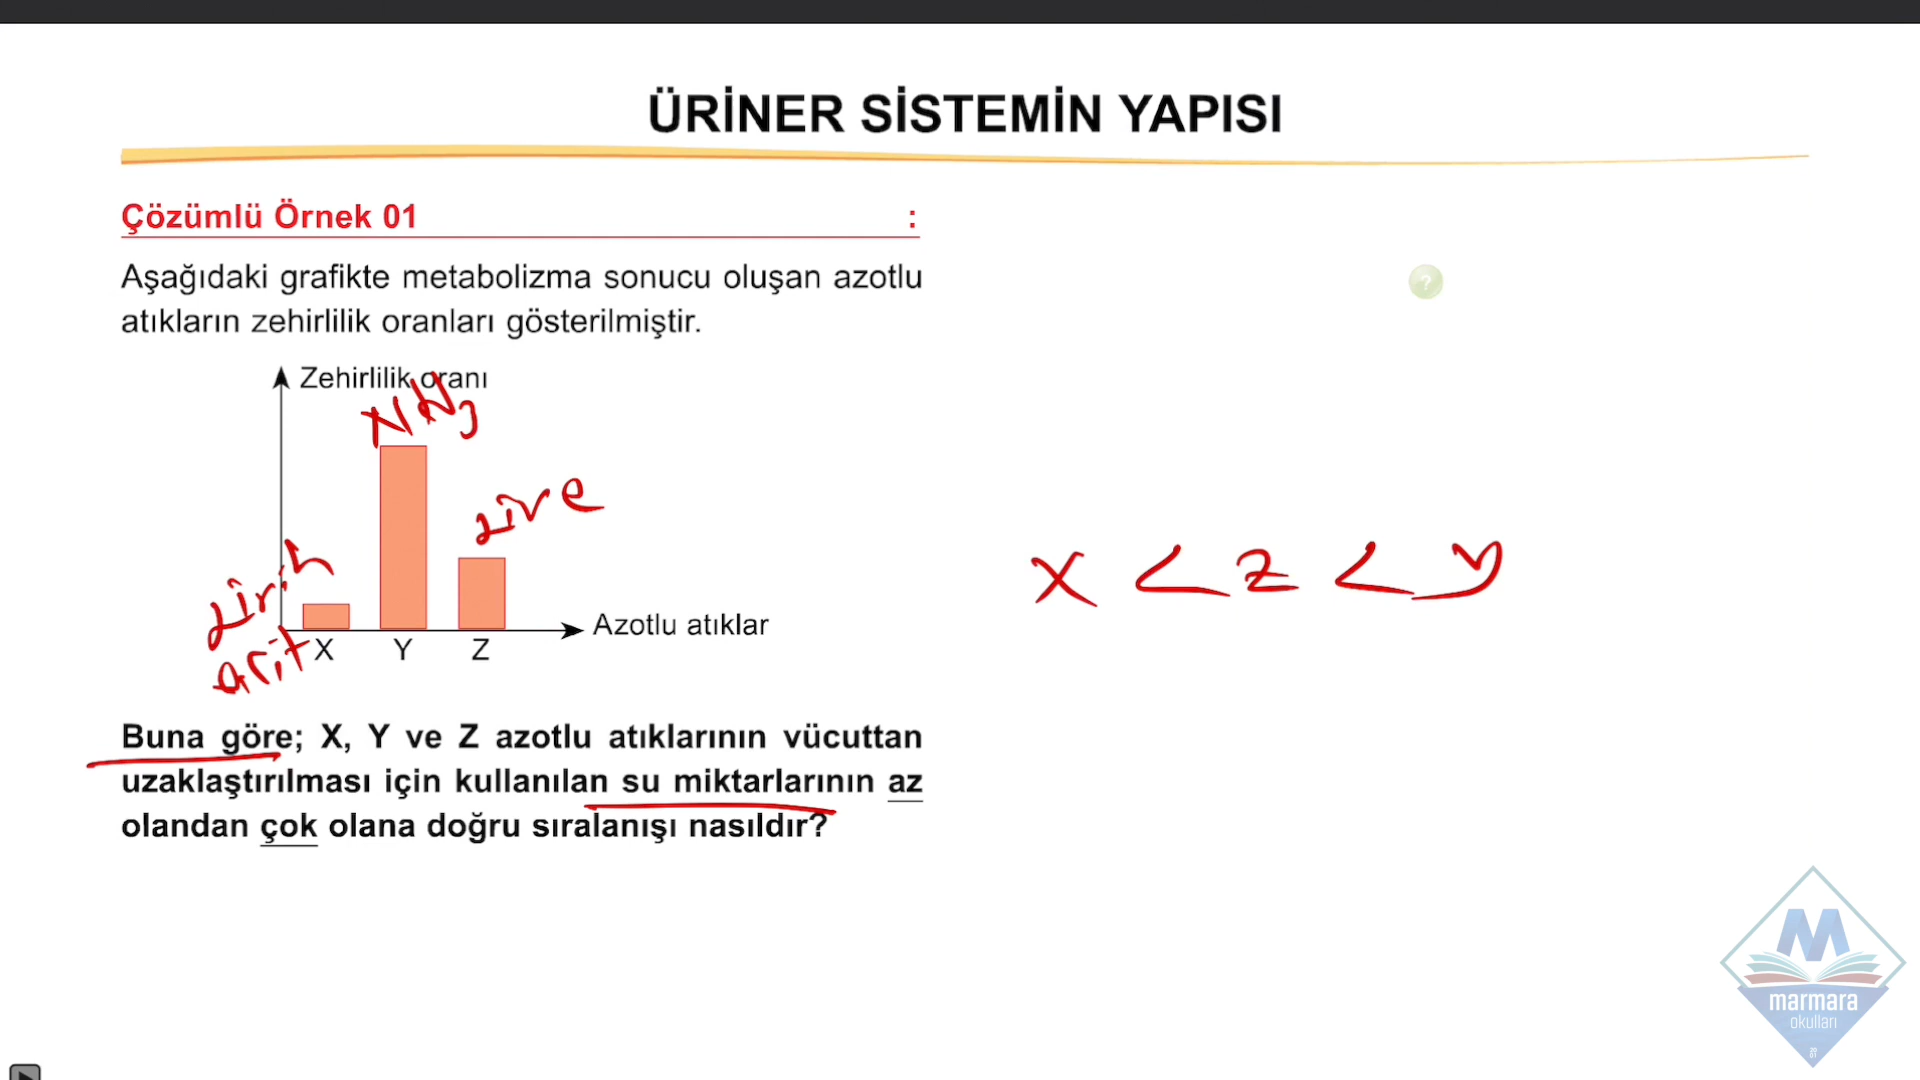 ÜRİNER SİSTEMİN YAPISI
Çözümlü Örnek 01 :
Aşağıdaki grafikte metabolizma sonucu oluşan azotlu
atıkların zehirlilik oranları gösterilmiştir.
Zehirlilik oranı
NH3
üre
ürik
asit
X Y Z
Azotlu atıklar
X < Z < Y
Buna göre; X, Y ve Z azotlu atıklarının vücuttan
uzaklaştırılması için kullanılan su miktarlarının az
olandan çok olana doğru sıralanışı nasıldır?
?
M
marmara
okulları